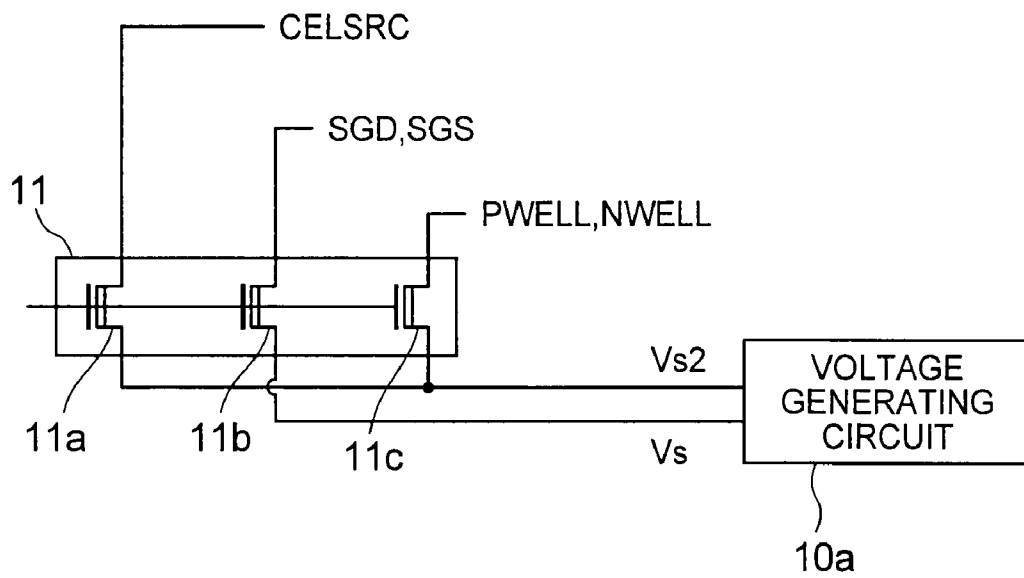 CELSRC
SGD,SGS
11
PWELL,NWELL
Vs2
VOLTAGE
GENERATING
CIRCUIT
11a
11b
11c
Vs
10a